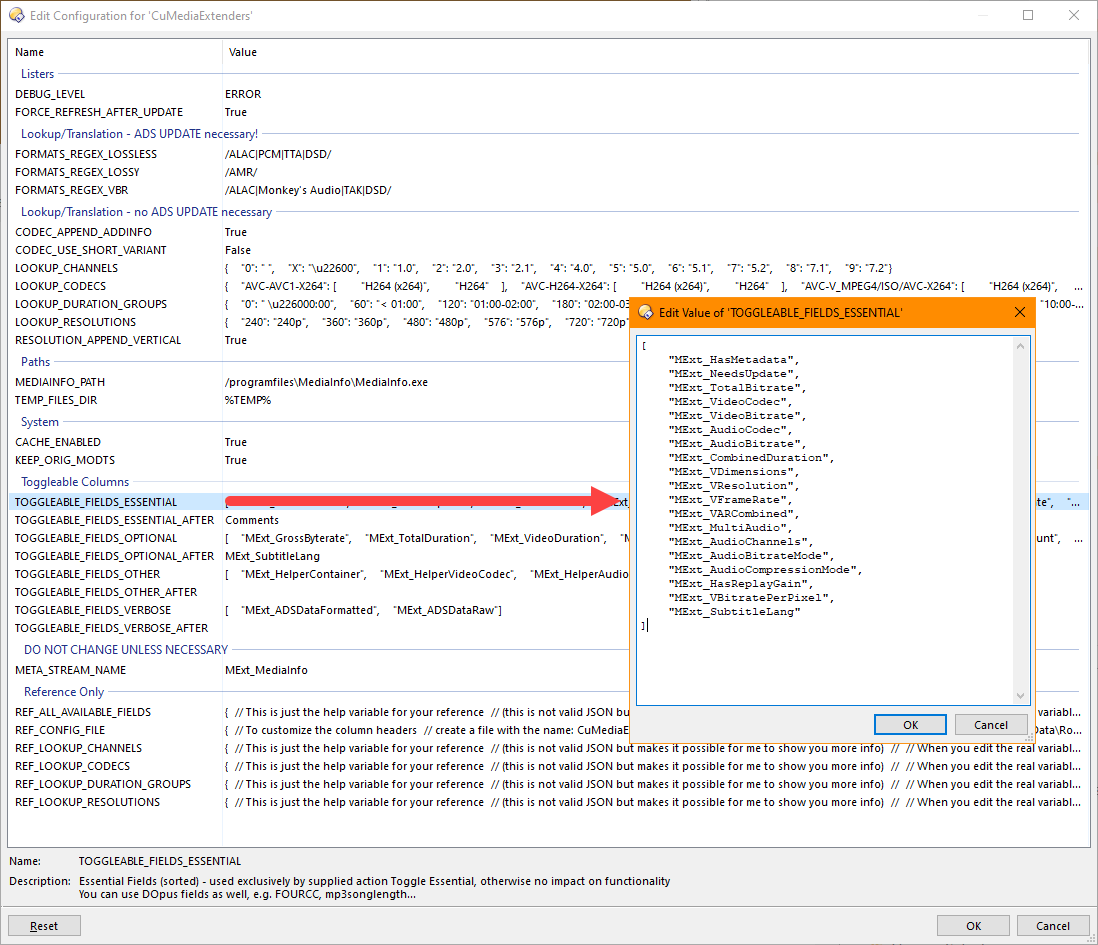 Edit Configuration for 'CuMediaExtenders'
Name Value
Listers
DEBUG_LEVEL ERROR
FORCE_REFRESH_AFTER_UPDATE True
Lookup/Translation - ADS UPDATE necessary!
FORMATS_REGEX_LOSSLESS /ALAC|PCM|TTA|DSD/
FORMATS_REGEX_LOSSY /AMR/
FORMATS_REGEX_VBR /ALAC|Monkey's Audio|TAK|DSD/
Lookup/Translation - no ADS UPDATE necessary
CODEC_APPEND_ADDINFO True
CODEC_USE_SHORT_VARIANT False
LOOKUP_CHANNELS { "0": " ", "X": "\u22600", "1": "1.0", "2": "2.0", "3": "2.1", "4": "4.0", "5": "5.0", "6": "5.1", "7": "5.2", "8": "7.1", "9": "7.2"}
LOOKUP_CODECS { "AVC-AVC1-X264": [ "H264 (x264)", "H264" ], "AVC-H264-X264": [ "H264 (x264)", "H264" ], "AVC-V_MPEG4/ISO/AVC-X264": [ "H264 (x264)", ...
LOOKUP_DURATION_GROUPS { "0": " \u226000:00", "60": "< 01:00", "120": "01:00-02:00", "180": "02:00-03 "10:00-...
LOOKUP_RESOLUTIONS { "240": "240p", "360": "360p", "480": "480p", "576": "576p", "720": "720p"
RESOLUTION_APPEND_VERTICAL True
Paths
MEDIAINFO_PATH /programfiles\MediaInfo\MediaInfo.exe
TEMP_FILES_DIR %TEMP%
System
CACHE_ENABLED True
KEEP_ORIG_MODTS True
Toggleable Columns
TOGGLEABLE_FIELDS_ESSENTIAL
TOGGLEABLE_FIELDS_ESSENTIAL_AFTER Comments
TOGGLEABLE_FIELDS_OPTIONAL [ "MExt_GrossByterate", "MExt_TotalDuration", "MExt_VideoDuration", "M ount", ...
TOGGLEABLE_FIELDS_OPTIONAL_AFTER MExt_SubtitleLang
TOGGLEABLE_FIELDS_OTHER [ "MExt_HelperContainer", "MExt_HelperVideoCodec", "MExt_HelperAudio
TOGGLEABLE_FIELDS_OTHER_AFTER
TOGGLEABLE_FIELDS_VERBOSE [ "MExt_ADSDataFormatted", "MExt_ADSDataRaw"]
TOGGLEABLE_FIELDS_VERBOSE_AFTER
DO NOT CHANGE UNLESS NECESSARY
META_STREAM_NAME MExt_MediaInfo
Reference Only
REF_ALL_AVAILABLE_FIELDS { // This is just the help variable for your reference // (this is not valid JSON bu variabl...
REF_CONFIG_FILE { // To customize the column headers // create a file with the name: CuMediaE Data\Ro...
REF_LOOKUP_CHANNELS { // This is just the help variable for your reference // (this is not valid JSON but makes it possible for me to show you more info) // // When you edit the real variabl...
REF_LOOKUP_CODECS { // This is just the help variable for your reference // (this is not valid JSON but makes it possible for me to show you more info) // // When you edit the real variabl...
REF_LOOKUP_DURATION_GROUPS { // This is just the help variable for your reference // (this is not valid JSON but makes it possible for me to show you more info) // // When you edit the real variabl...
REF_LOOKUP_RESOLUTIONS { // This is just the help variable for your reference // (this is not valid JSON but makes it possible for me to show you more info) // // When you edit the real variabl...
Edit Value of 'TOGGLEABLE_FIELDS_ESSENTIAL'
[
"MExt_HasMetadata",
"MExt_NeedsUpdate",
"MExt_TotalBitrate",
"MExt_VideoCodec",
"MExt_VideoBitrate",
"MExt_AudioCodec",
"MExt_AudioBitrate",
"MExt_CombinedDuration",
"MExt_VDimensions",
"MExt_VResolution",
"MExt_VFrameRate",
"MExt_VARCombined",
"MExt_MultiAudio",
"MExt_AudioChannels",
"MExt_AudioBitrateMode",
"MExt_AudioCompressionMode",
"MExt_HasReplayGain",
"MExt_VBitratePerPixel",
"MExt_SubtitleLang"
]
OK Cancel
Name: TOGGLEABLE_FIELDS_ESSENTIAL
Description: Essential Fields (sorted) - used exclusively by supplied action Toggle Essential, otherwise no impact on functionality
You can use DOpus fields as well, e.g. FOURCC, mp3songlength...
Reset OK Cancel